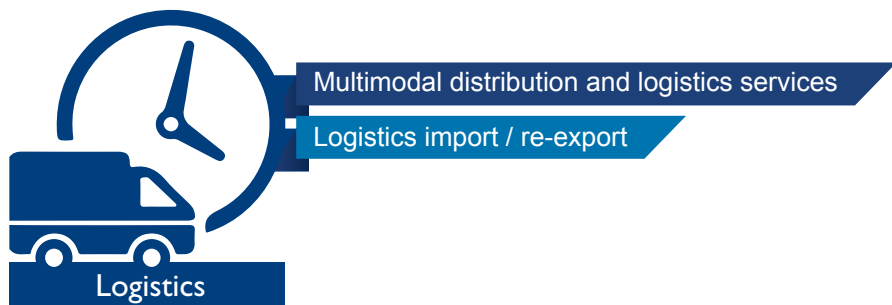 Multimodal distribution and logistics services
Logistics import / re-export
Logistics